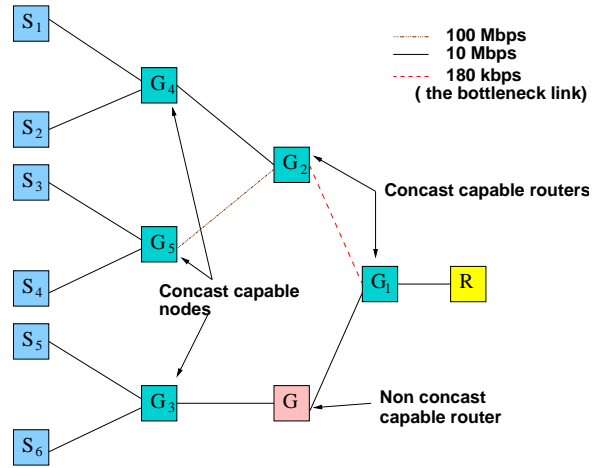 S1
100 Mbps
10 Mbps
180 kbps
( the bottleneck link)
G4
S2
G2
S3
Concast capable routers
G5
S4
Concast capable
nodes
G1
R
S5
G3
G
Non concast
capable router
S6